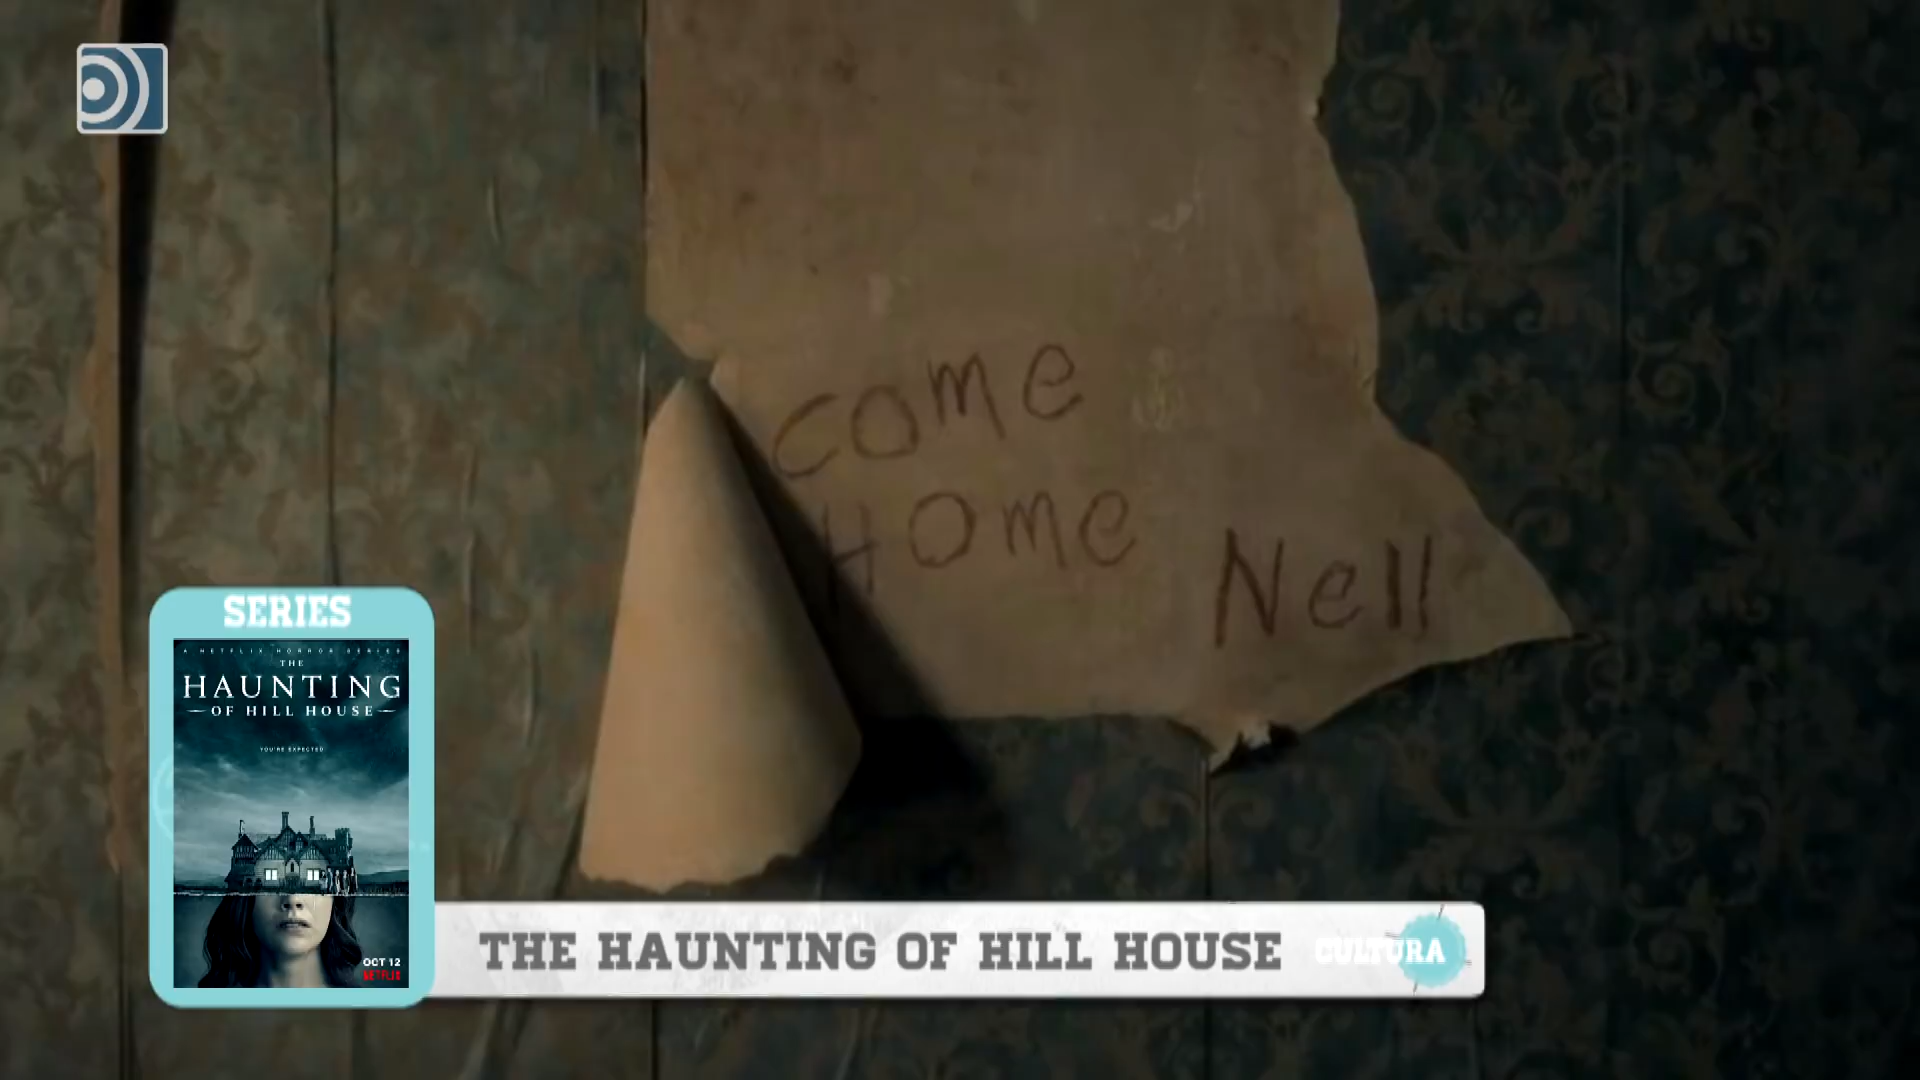 COME
HOME
Nell
SERIES
A NETFLIX HORROR SERIES
THE
HAUNTING
OF HILL HOUSE
YOU'RE EXPECTED
OCT 12
NETFLIX
THE HAUNTING OF HILL HOUSE
CULTURA